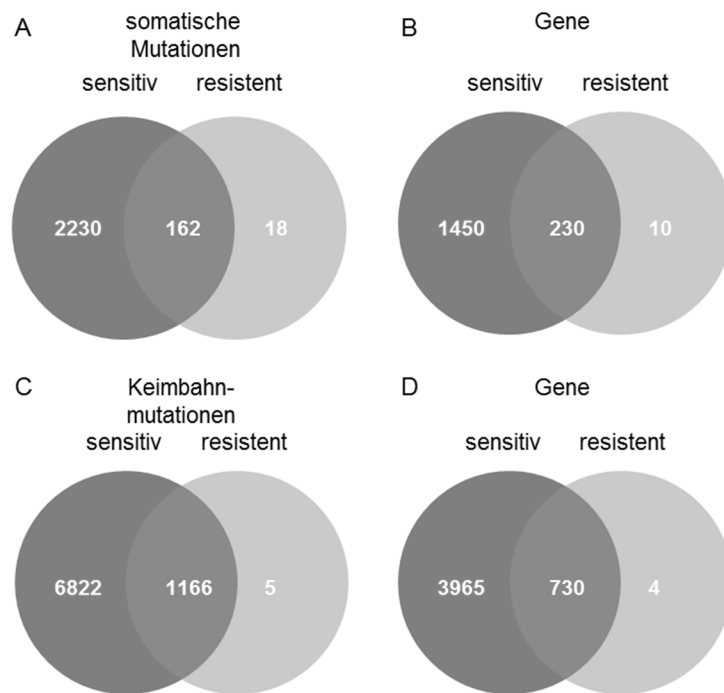 A
somatische
Mutationen
sensitiv resistent
2230 162 18
B
Gene
sensitiv resistent
1450 230 10
C
Keimbahn-
mutationen
sensitiv resistent
6822 1166 5
D
Gene
sensitiv resistent
3965 730 4